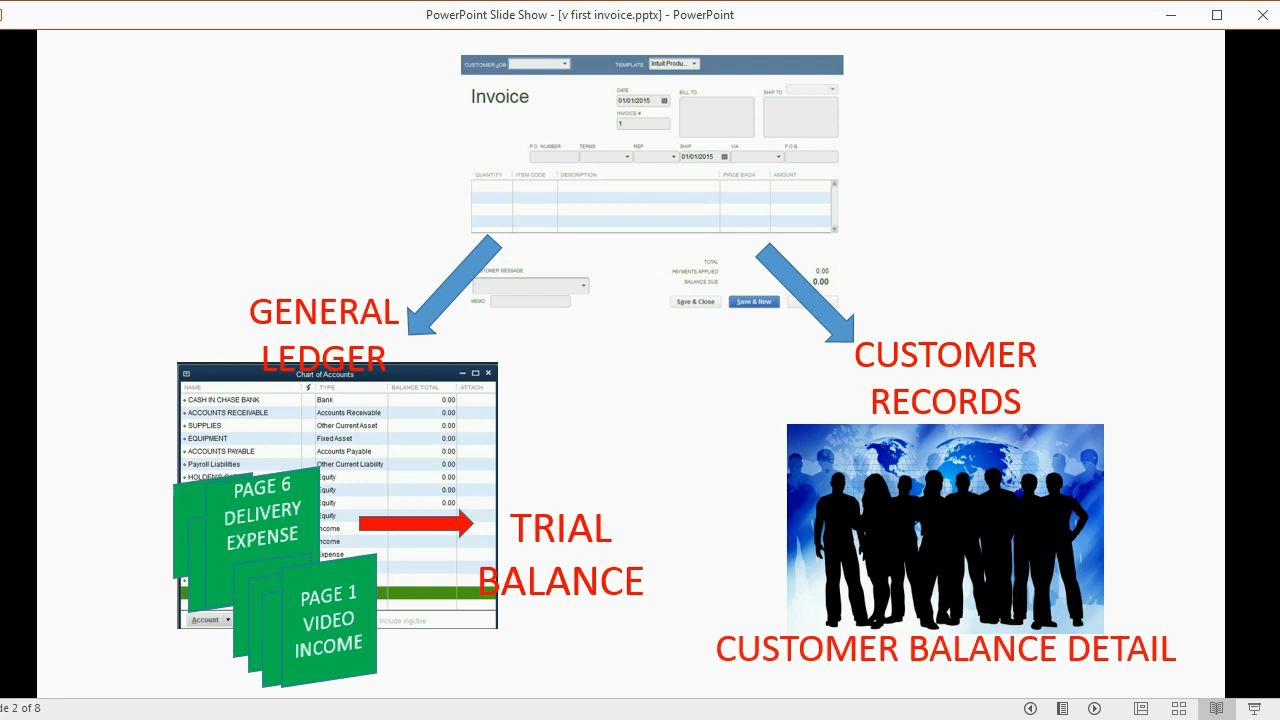 PowerPoint Slide Show - [v first invoice.pptx] - PowerPoint
CUSTOMER:JOB
TEMPLATE Intuit Produ...
Invoice
DATE
BILL TO
SHIP TO
01/01/2015
INVOICE #
1
P.O. NUMBER TERMS REP SHIP VIA F.O.B.
01/01/2015
QUANTITY ITEM CODE DESCRIPTION PRICE EACH AMOUNT
TOTAL
CUSTOMER MESSAGE
PAYMENTS APPLIED 0.00
BALANCE DUE 0.00
MEMO
Save & Close Save & New
GENERAL
LEDGER
CUSTOMER
RECORDS
Chart of Accounts
NAME TYPE BALANCE TOTAL ATTACH
CASH IN CHASE BANK Bank 0.00
ACCOUNTS RECEIVABLE Accounts Receivable 0.00
SUPPLIES Other Current Asset 0.00
EQUIPMENT Fixed Asset 0.00
ACCOUNTS PAYABLE Accounts Payable 0.00
Payroll Liabilities Other Current Liability 0.00
Equity 0.00
Equity 0.00
Equity 0.00
Equity
Income
Income
Expense
PAGE 6
DELIVERY
EXPENSE
TRIAL
BALANCE
PAGE 1
VIDEO
INCOME
Account
Include inactive
CUSTOMER BALANCE DETAIL
de 2 of 8